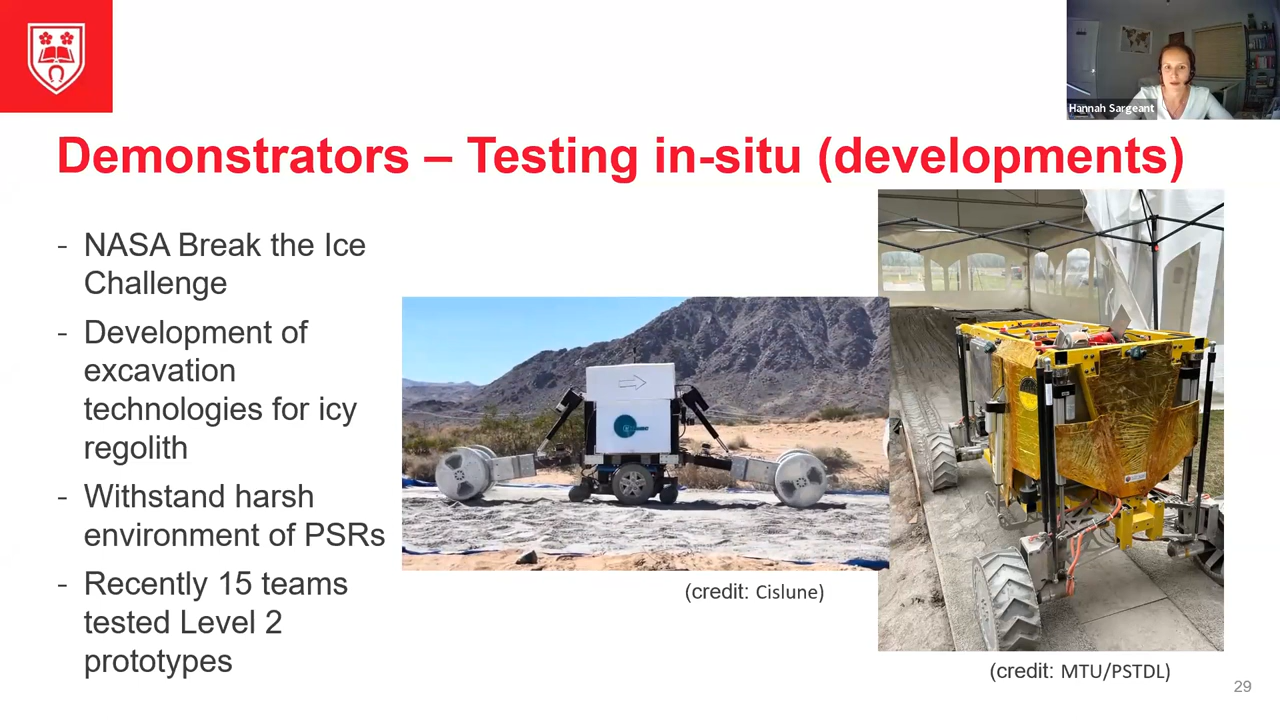 Hannah Sargeant
Demonstrators – Testing in-situ (developments)
- NASA Break the Ice
Challenge
- Development of
excavation
technologies for icy
regolith
- Withstand harsh
environment of PSRs
- Recently 15 teams
tested Level 2
prototypes
(credit: Cislune)
(credit: MTU/PSTDL)
29